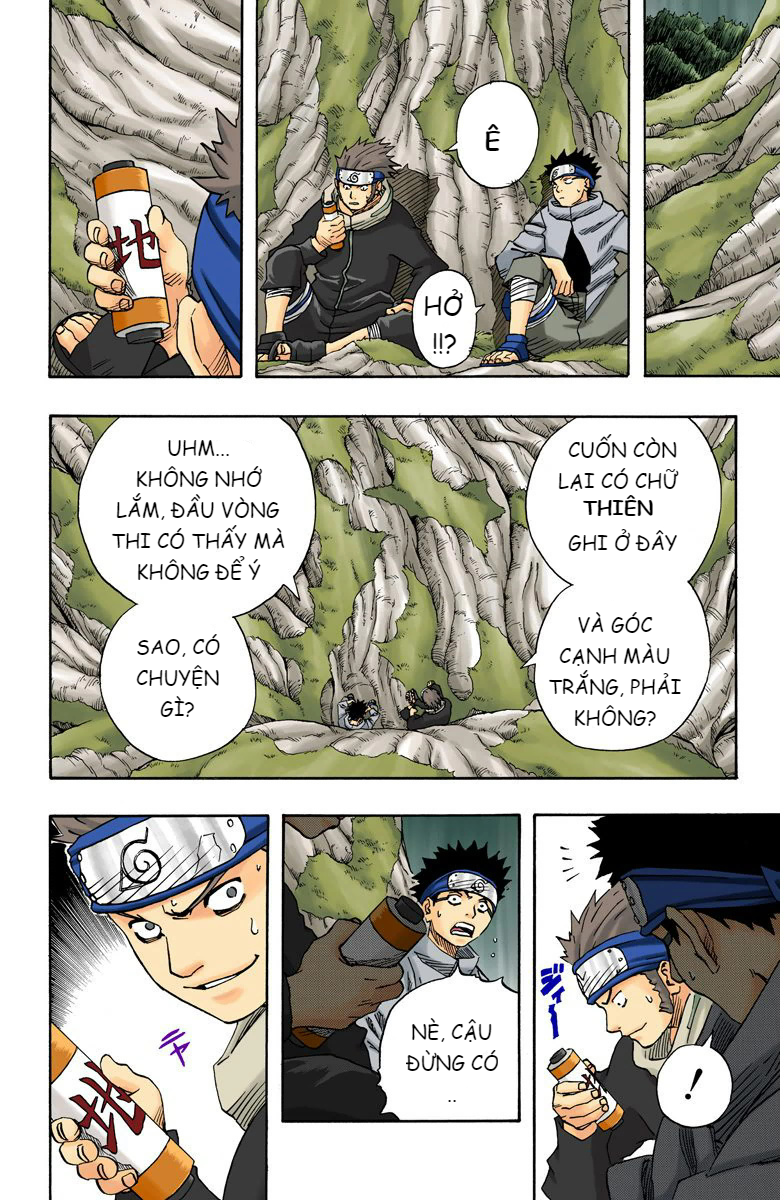 Ê
HỞ
!!?
地
CUỐN CÒN
LẠI CÓ CHỮ
THIÊN
GHI Ở ĐÂY
VÀ GÓC
CẠNH MÀU
TRẮNG, PHẢI
KHÔNG?
UHM...
KHÔNG NHỚ
LẮM, ĐẦU VÒNG
THI CÓ THẤY MÀ
KHÔNG ĐỂ Ý
SAO, CÓ
CHUYỆN
GÌ?
!
ジィー
NÈ, CẬU
ĐỪNG CÓ
..
ニヤ
地